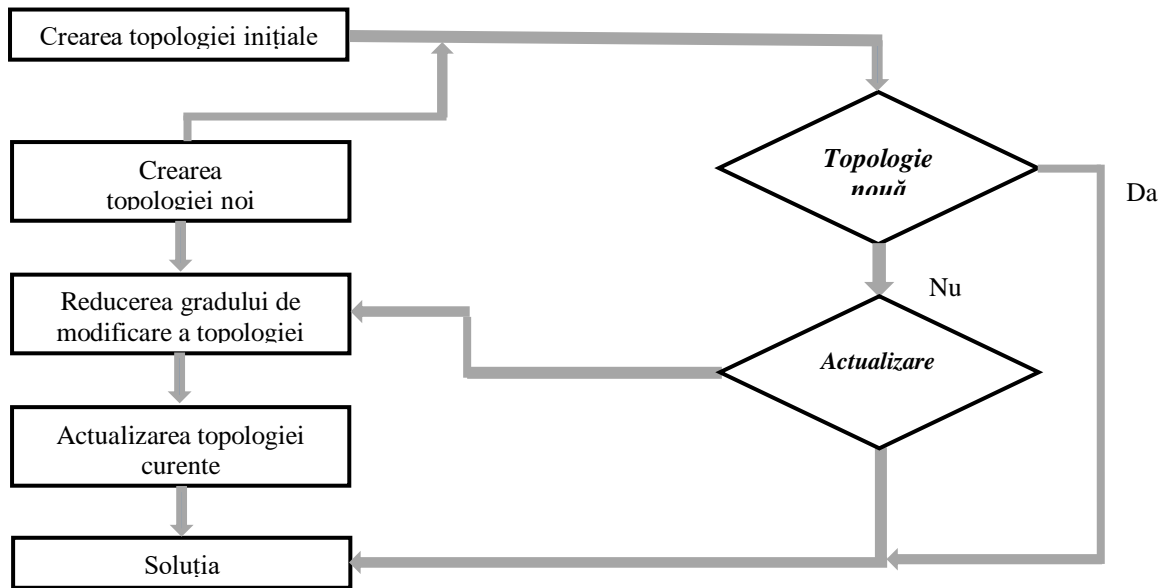 Crearea topologiei inițiale
Crearea
topologiei noi
Topologie
nouă
Da
Nu
Reducerea gradului de
modificare a topologiei
Actualizare
Actualizarea topologiei
curente
Soluția